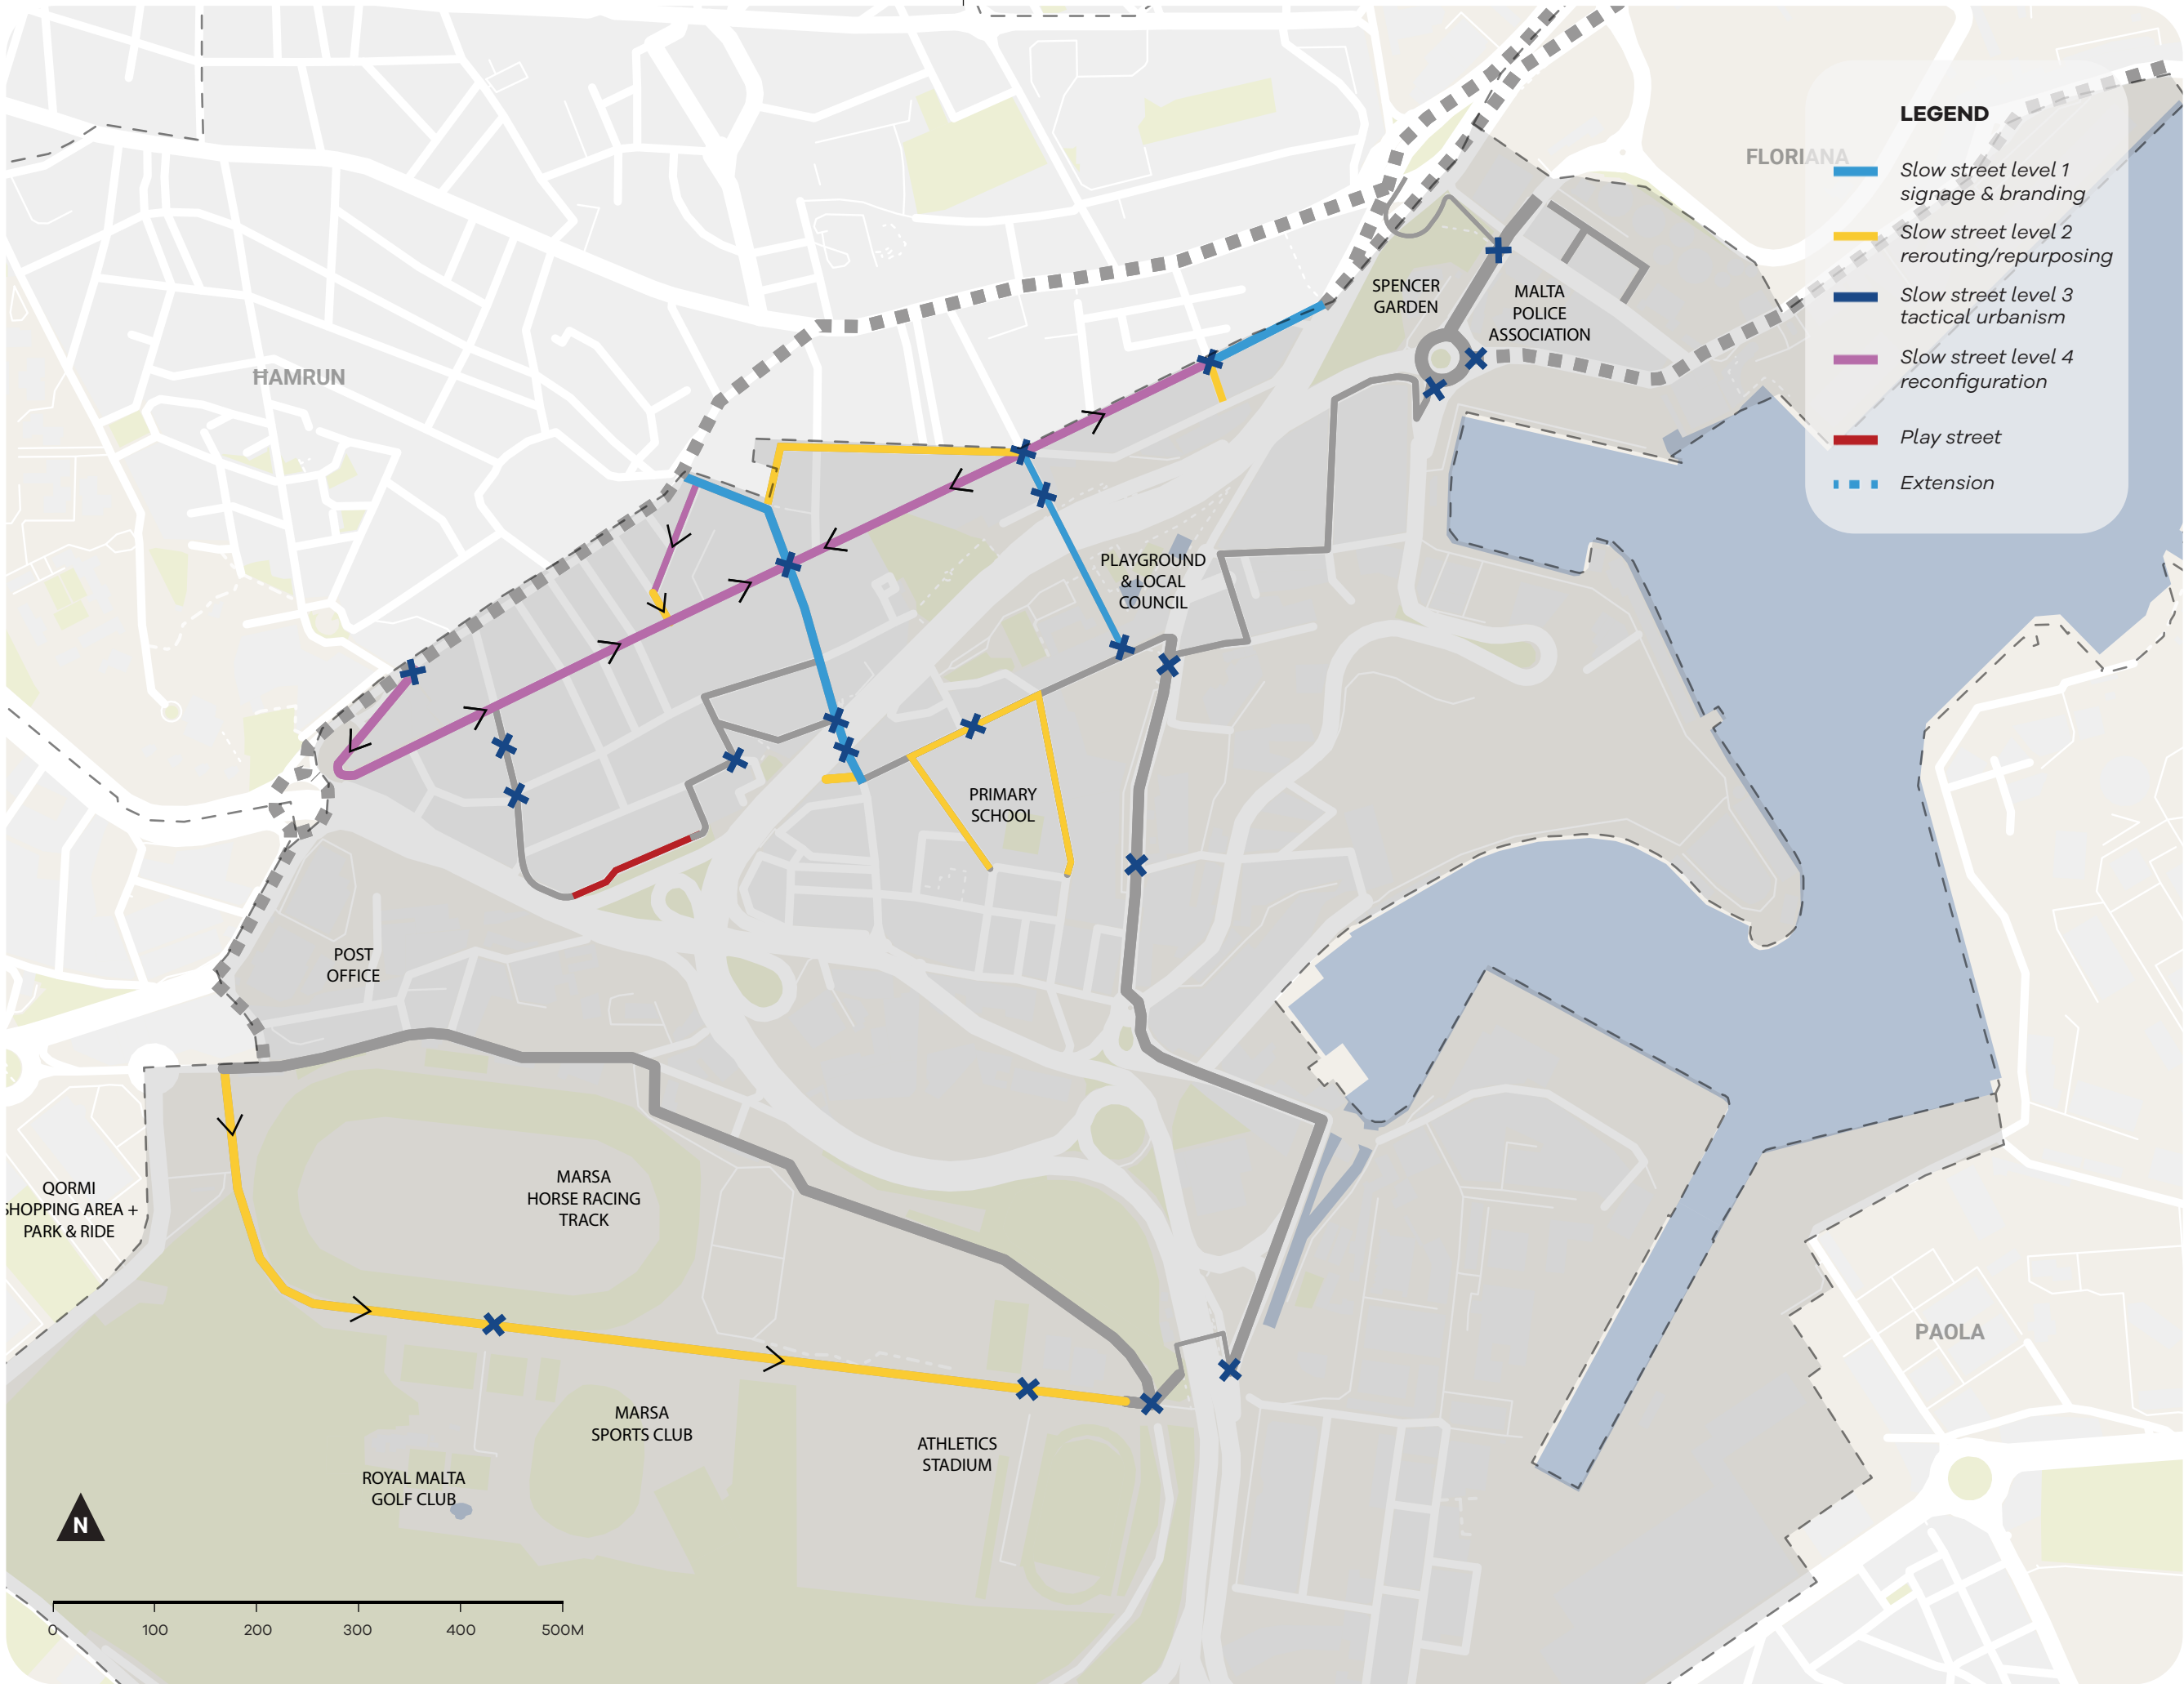 LEGEND
Slow street level 1
signage & branding
Slow street level 2
rerouting/repurposing
Slow street level 3
tactical urbanism
Slow street level 4
reconfiguration
Play street
Extension
FLORIANA
SPENCER
GARDEN
MALTA
POLICE
ASSOCIATION
ĦAMRUN
PLAYGROUND
& LOCAL
COUNCIL
PRIMARY
SCHOOL
POST
OFFICE
MARSA
HORSE RACING
TRACK
QORMI
SHOPPING AREA +
PARK & RIDE
PAOLA
MARSA
SPORTS CLUB
ATHLETICS
STADIUM
ROYAL MALTA
GOLF CLUB
N
0 100 200 300 400 500M